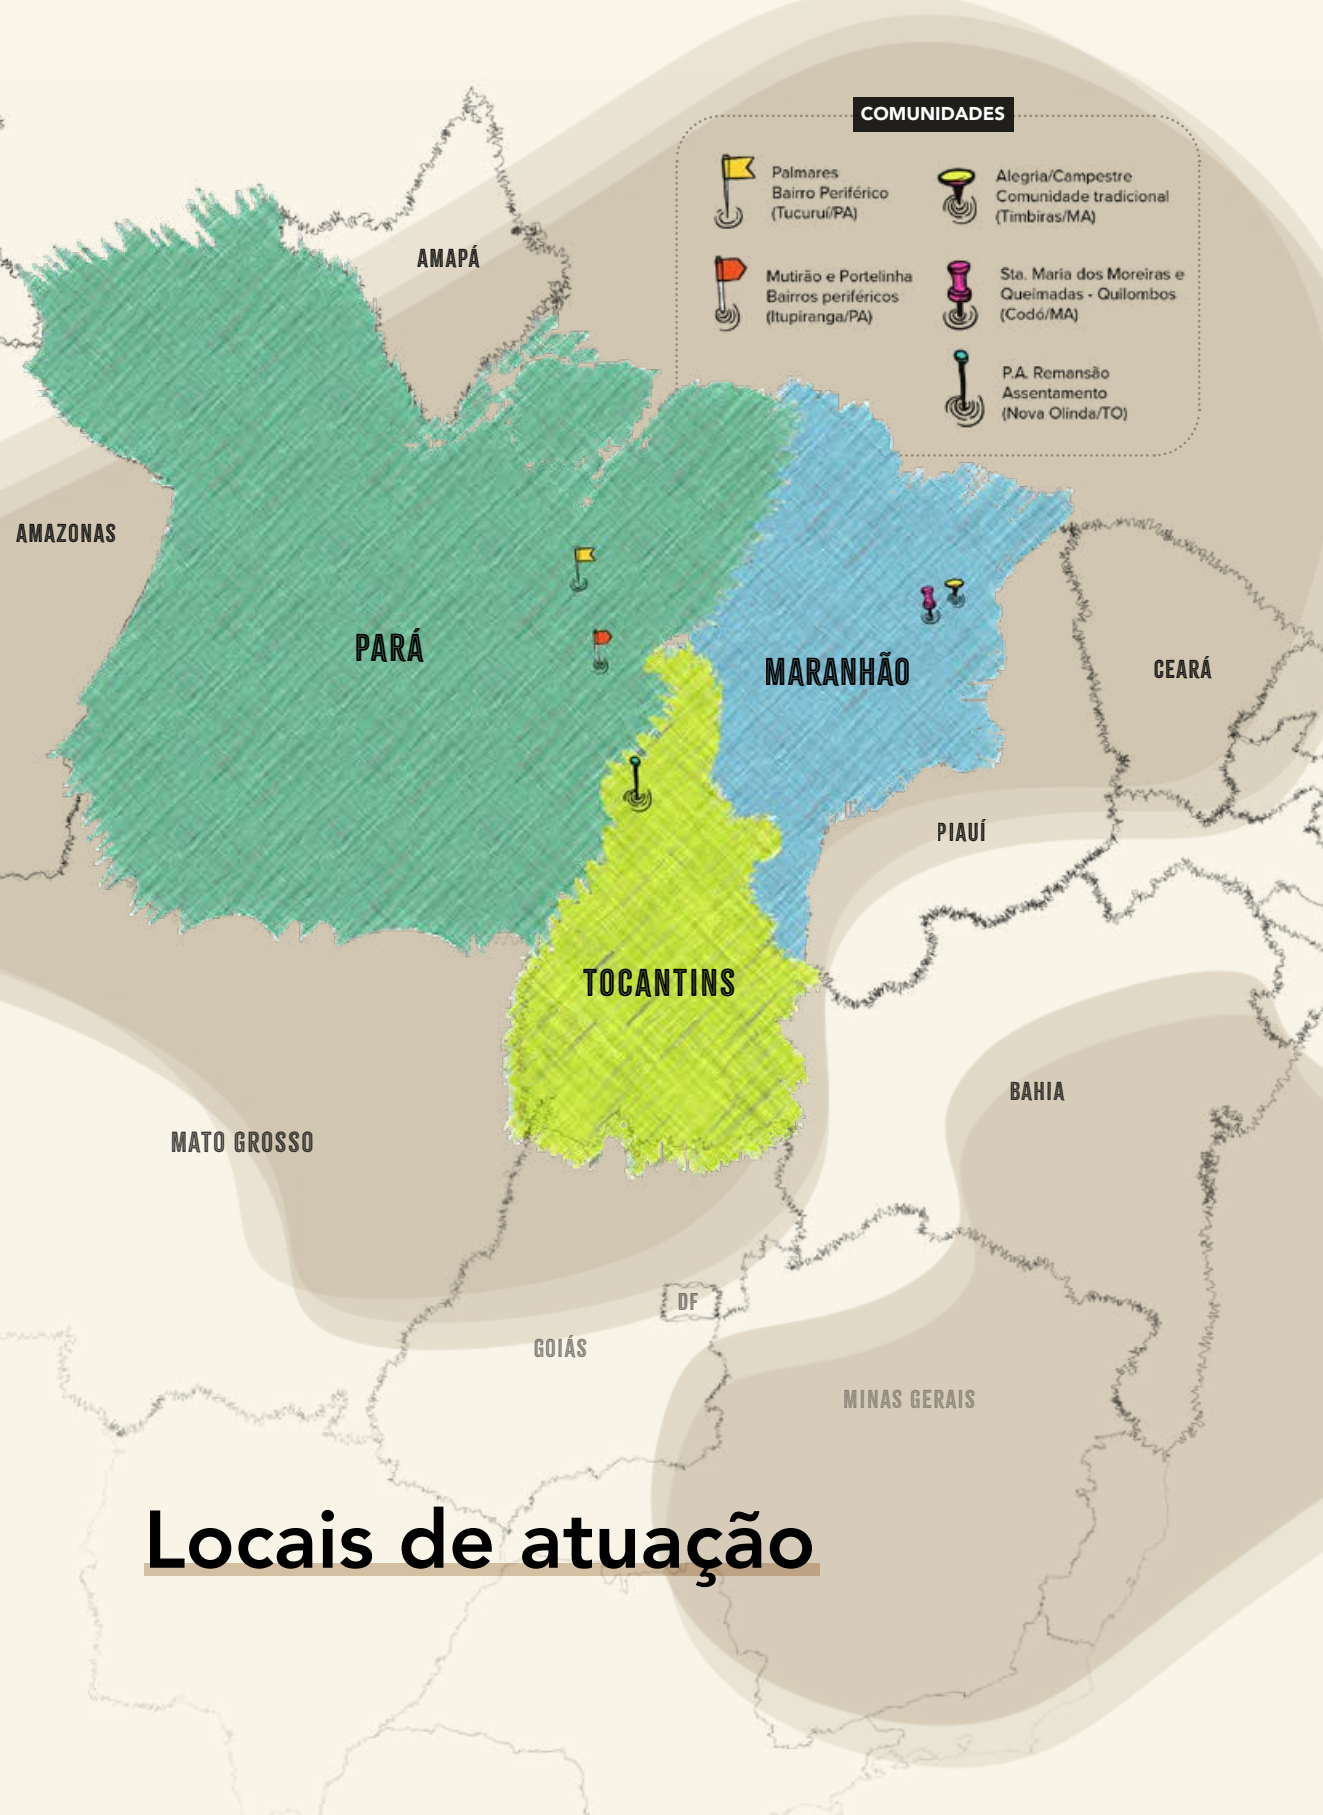 COMUNIDADES
Palmares
Bairro Periférico
(Tucuruí/PA)
Alegria/Campestre
Comunidade tradicional
(Timbiras/MA)
Mutirão e Portelinha
Bairros periféricos
(Itupiranga/PA)
Sta. Maria dos Moreiras e
Queimadas - Quilombos
(Codó/MA)
P.A. Remansão
Assentamento
(Nova Olinda/TO)
AMAPÁ
AMAZONAS
PARÁ
MARANHÃO
CEARÁ
PIAUÍ
TOCANTINS
BAHIA
MATO GROSSO
DF
GOIÁS
MINAS GERAIS
Locais de atuação